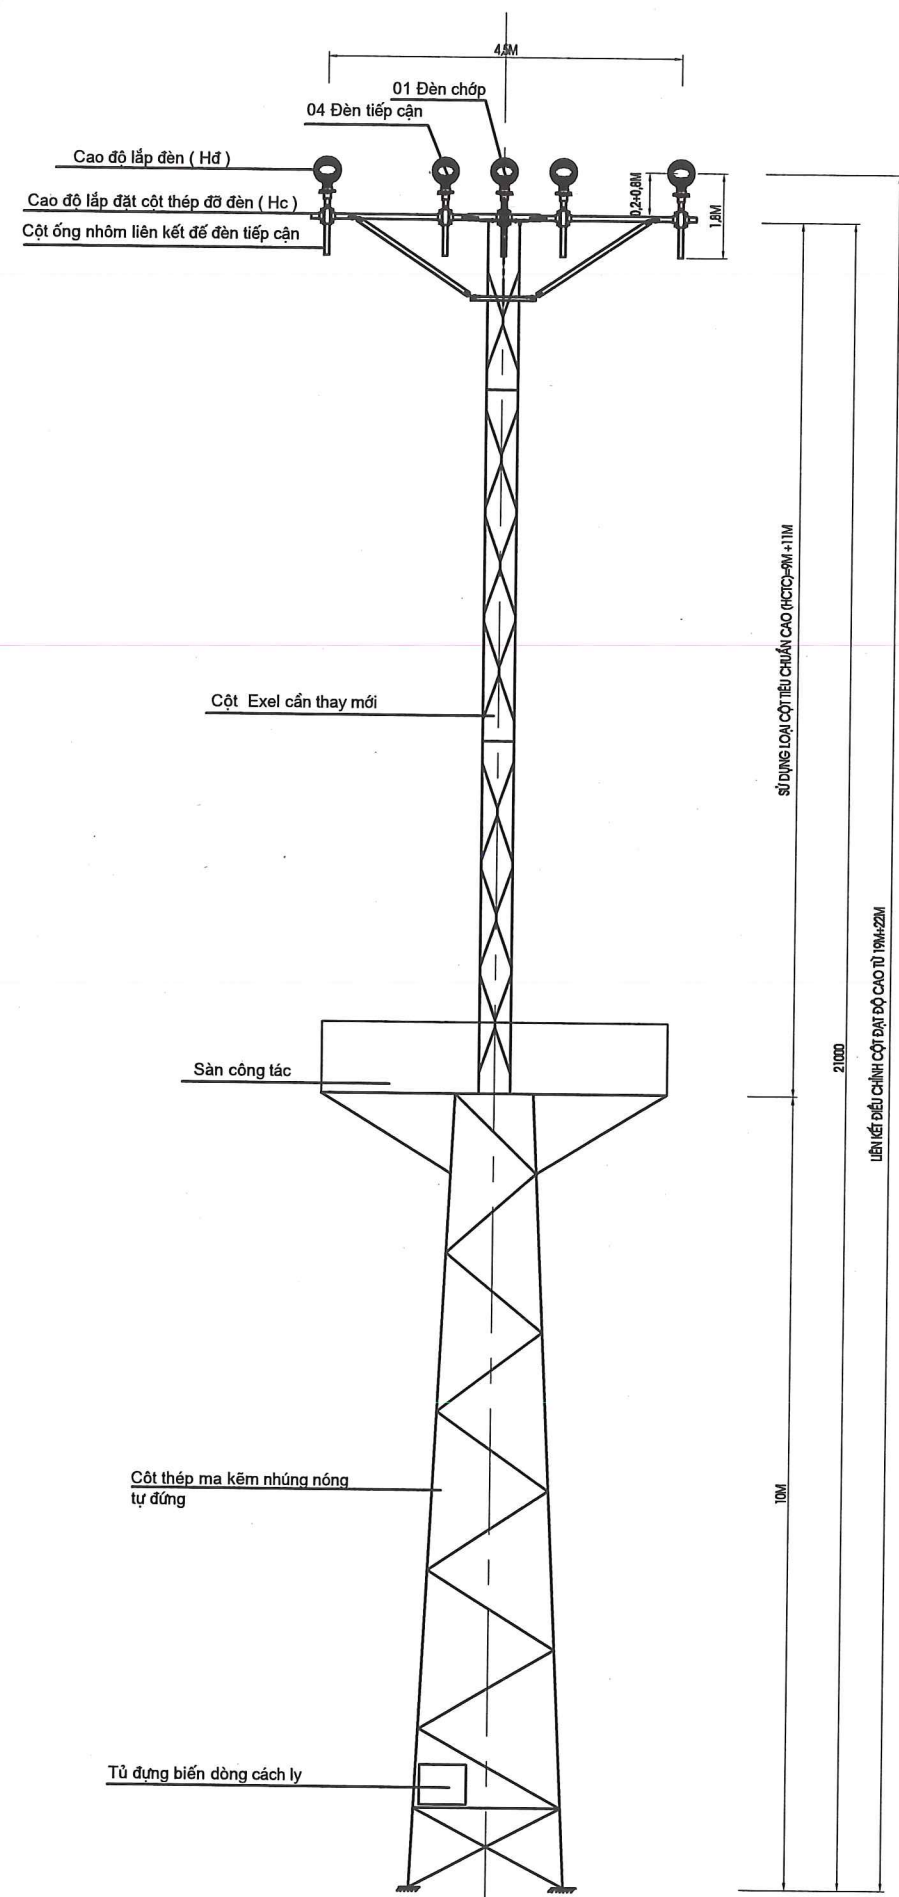 4,5M
01 Đèn chớp
04 Đèn tiếp cận
Cao độ lắp đèn ( Hđ )
Cao độ lắp đặt cột thép đỡ đèn ( Hc )
Cột ống nhôm liên kết đế đèn tiếp cận
0,2÷0,8M
1,8M
SỬ DỤNG LOẠI CỘT TIÊU CHUẨN CAO (HCTC)=9M÷11M
Cột Exel cần thay mới
21000
LIÊN KẾT ĐIỀU CHỈNH CỘT ĐẠT ĐỘ CAO TỪ 19M÷22M
Sàn công tác
Côt thép ma kẽm nhúng nóng
tự đứng
10M
Tủ đựng biến dòng cách ly